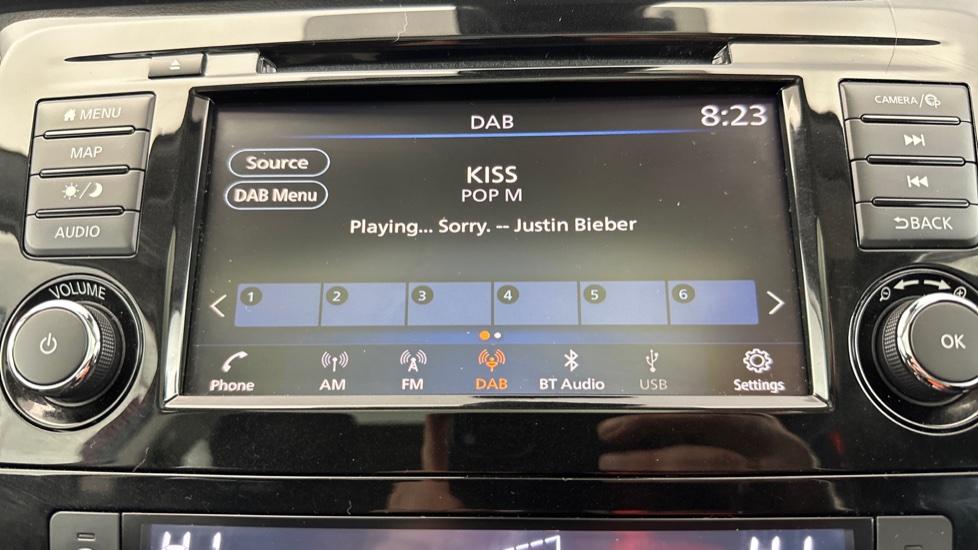 MENU
MAP
AUDIO
VOLUME
DAB
8:23
Source
DAB Menu
KISS
POP M
Playing... Sorry. -- Justin Bieber
1 2 3 4 5 6
Phone AM FM DAB BT Audio USB Settings
CAMERA/
BACK
OK